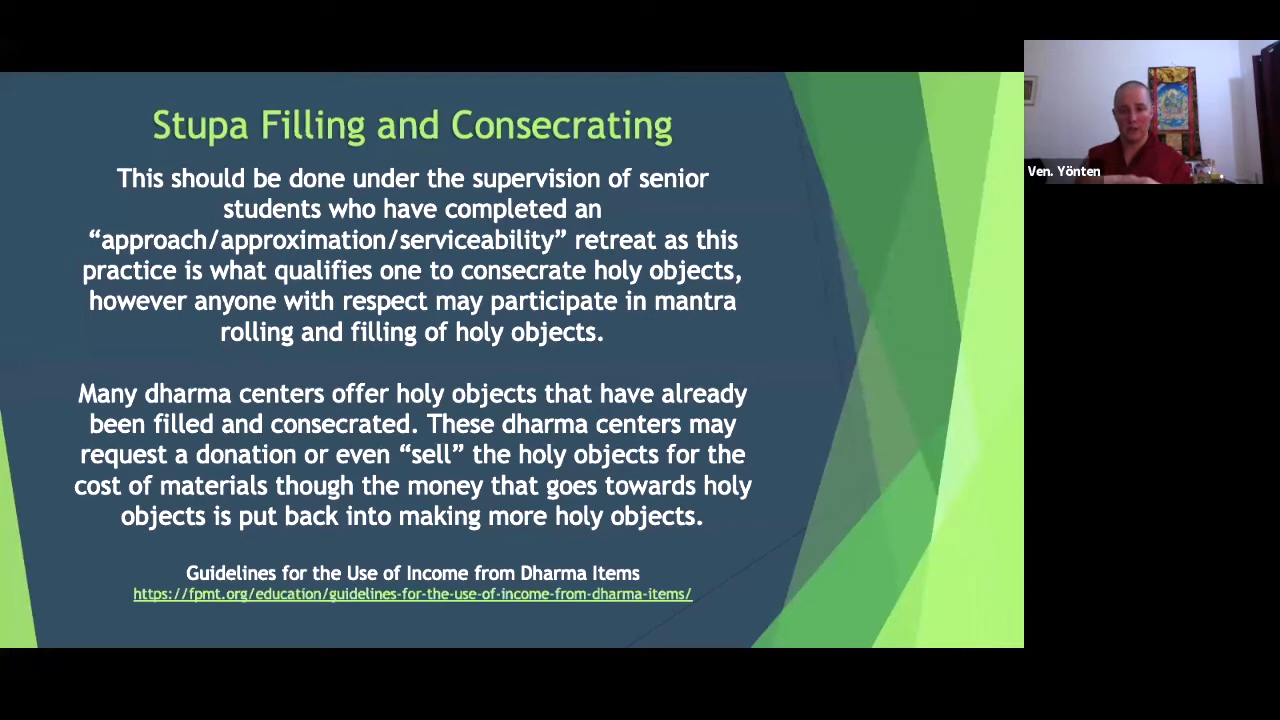 Stupa Filling and Consecrating
This should be done under the supervision of senior
students who have completed an
“approach/approximation/serviceability” retreat as this
practice is what qualifies one to consecrate holy objects,
however anyone with respect may participate in mantra
rolling and filling of holy objects.
Many dharma centers offer holy objects that have already
been filled and consecrated. These dharma centers may
request a donation or even “sell” the holy objects for the
cost of materials though the money that goes towards holy
objects is put back into making more holy objects.
Guidelines for the Use of Income from Dharma Items
https://fpmt.org/education/guidelines-for-the-use-of-income-from-dharma-items/
Ven. Yönten